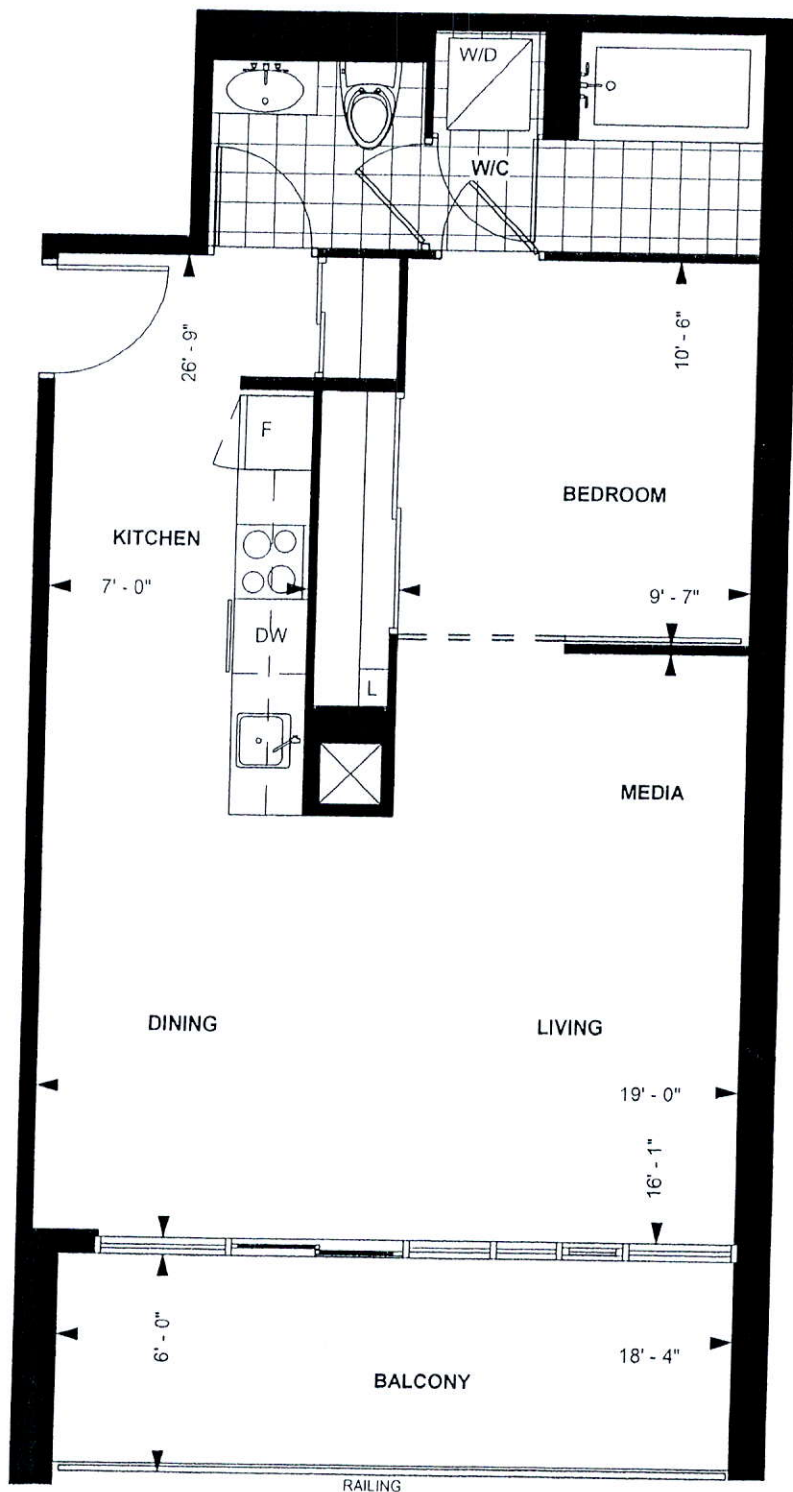 W/D
W/C
26' - 9"
10' - 6"
F
BEDROOM
KITCHEN
7' - 0"
9' - 7"
DW
L
MEDIA
DINING
LIVING
19' - 0"
16' - 1"
6' - 0"
18' - 4"
BALCONY
RAILING